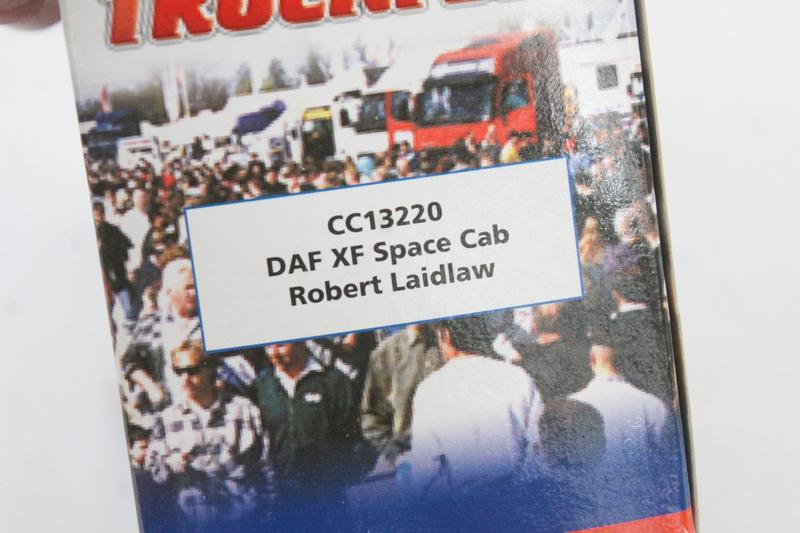 CC13220
DAF XF Space Cab
Robert Laidlaw